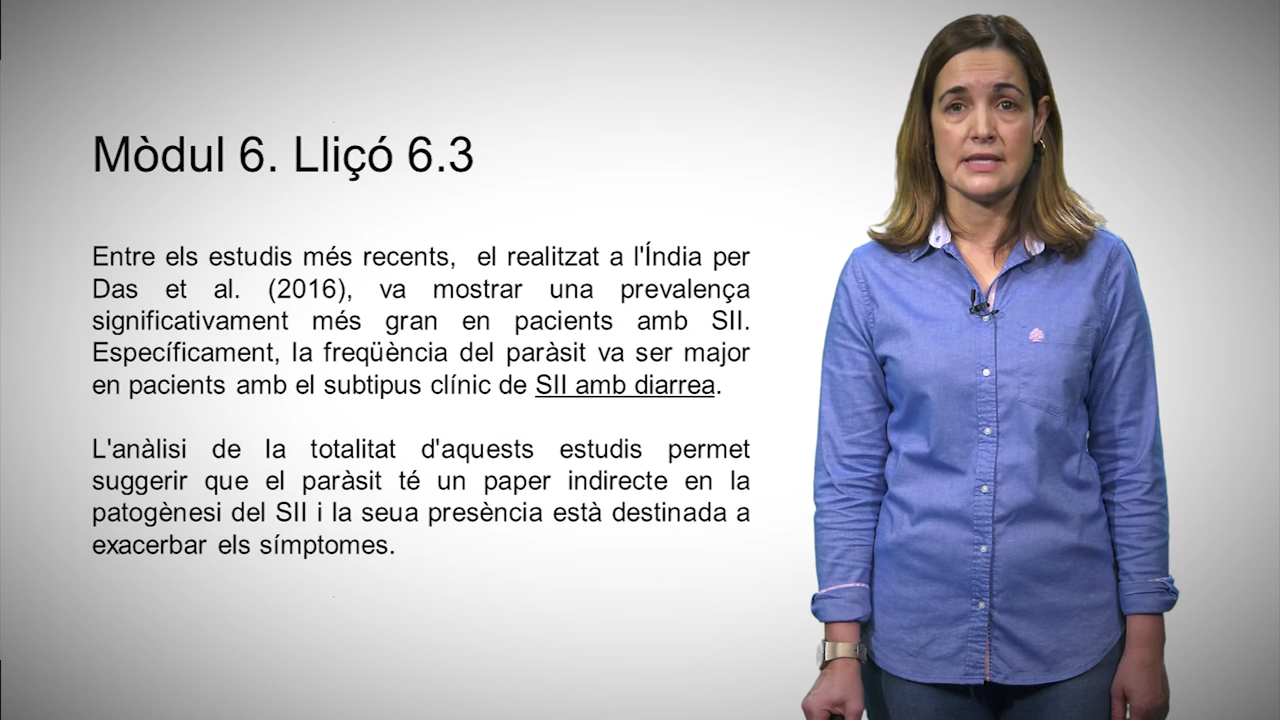 Mòdul 6. Lliçó 6.3
Entre els estudis més recents, el realitzat a l'Índia per
Das et al. (2016), va mostrar una prevalença
significativament més gran en pacients amb SII.
Específicament, la freqüència del paràsit va ser major
en pacients amb el subtipus clínic de SII amb diarrea.
L'anàlisi de la totalitat d'aquests estudis permet
suggerir que el paràsit té un paper indirecte en la
patogènesi del SII i la seua presència està destinada a
exacerbar els símptomes.